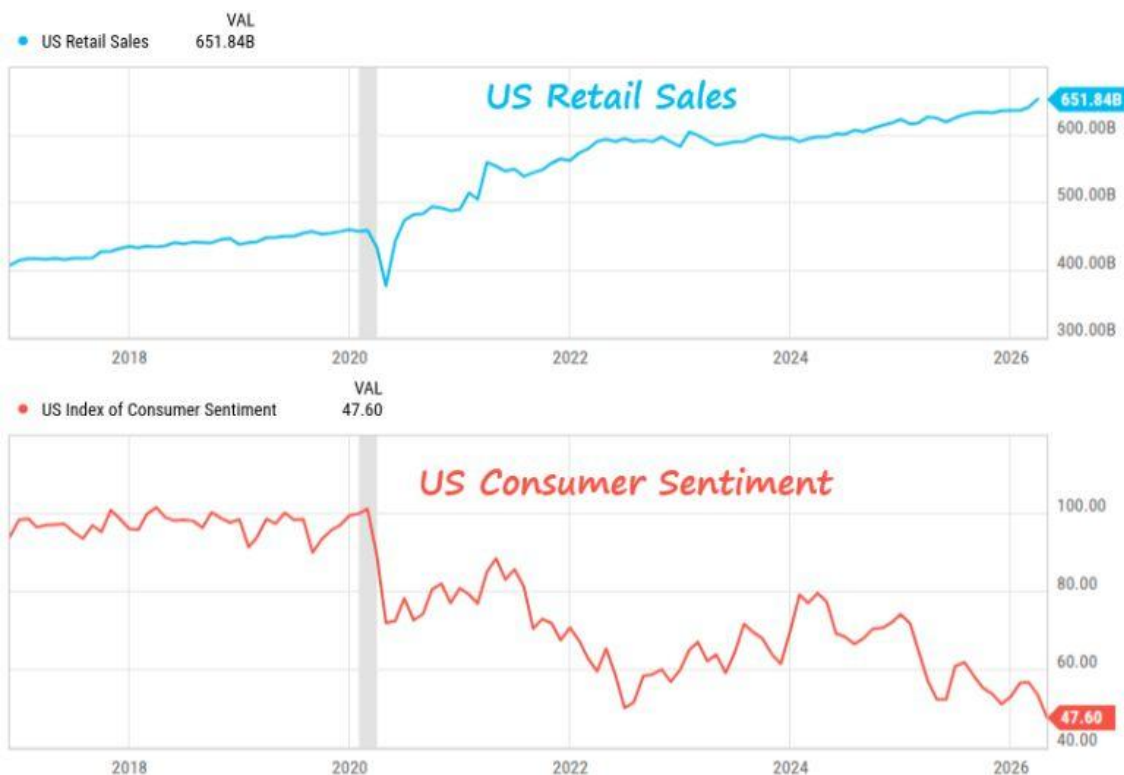 VAL
US Retail Sales 651.84B
US Retail Sales
651.84B
600.00B
500.00B
400.00B
300.00B
2018 2020 2022 2024 2026
VAL
US Index of Consumer Sentiment 47.60
US Consumer Sentiment
100.00
80.00
60.00
47.60
40.00
2018 2020 2022 2024 2026